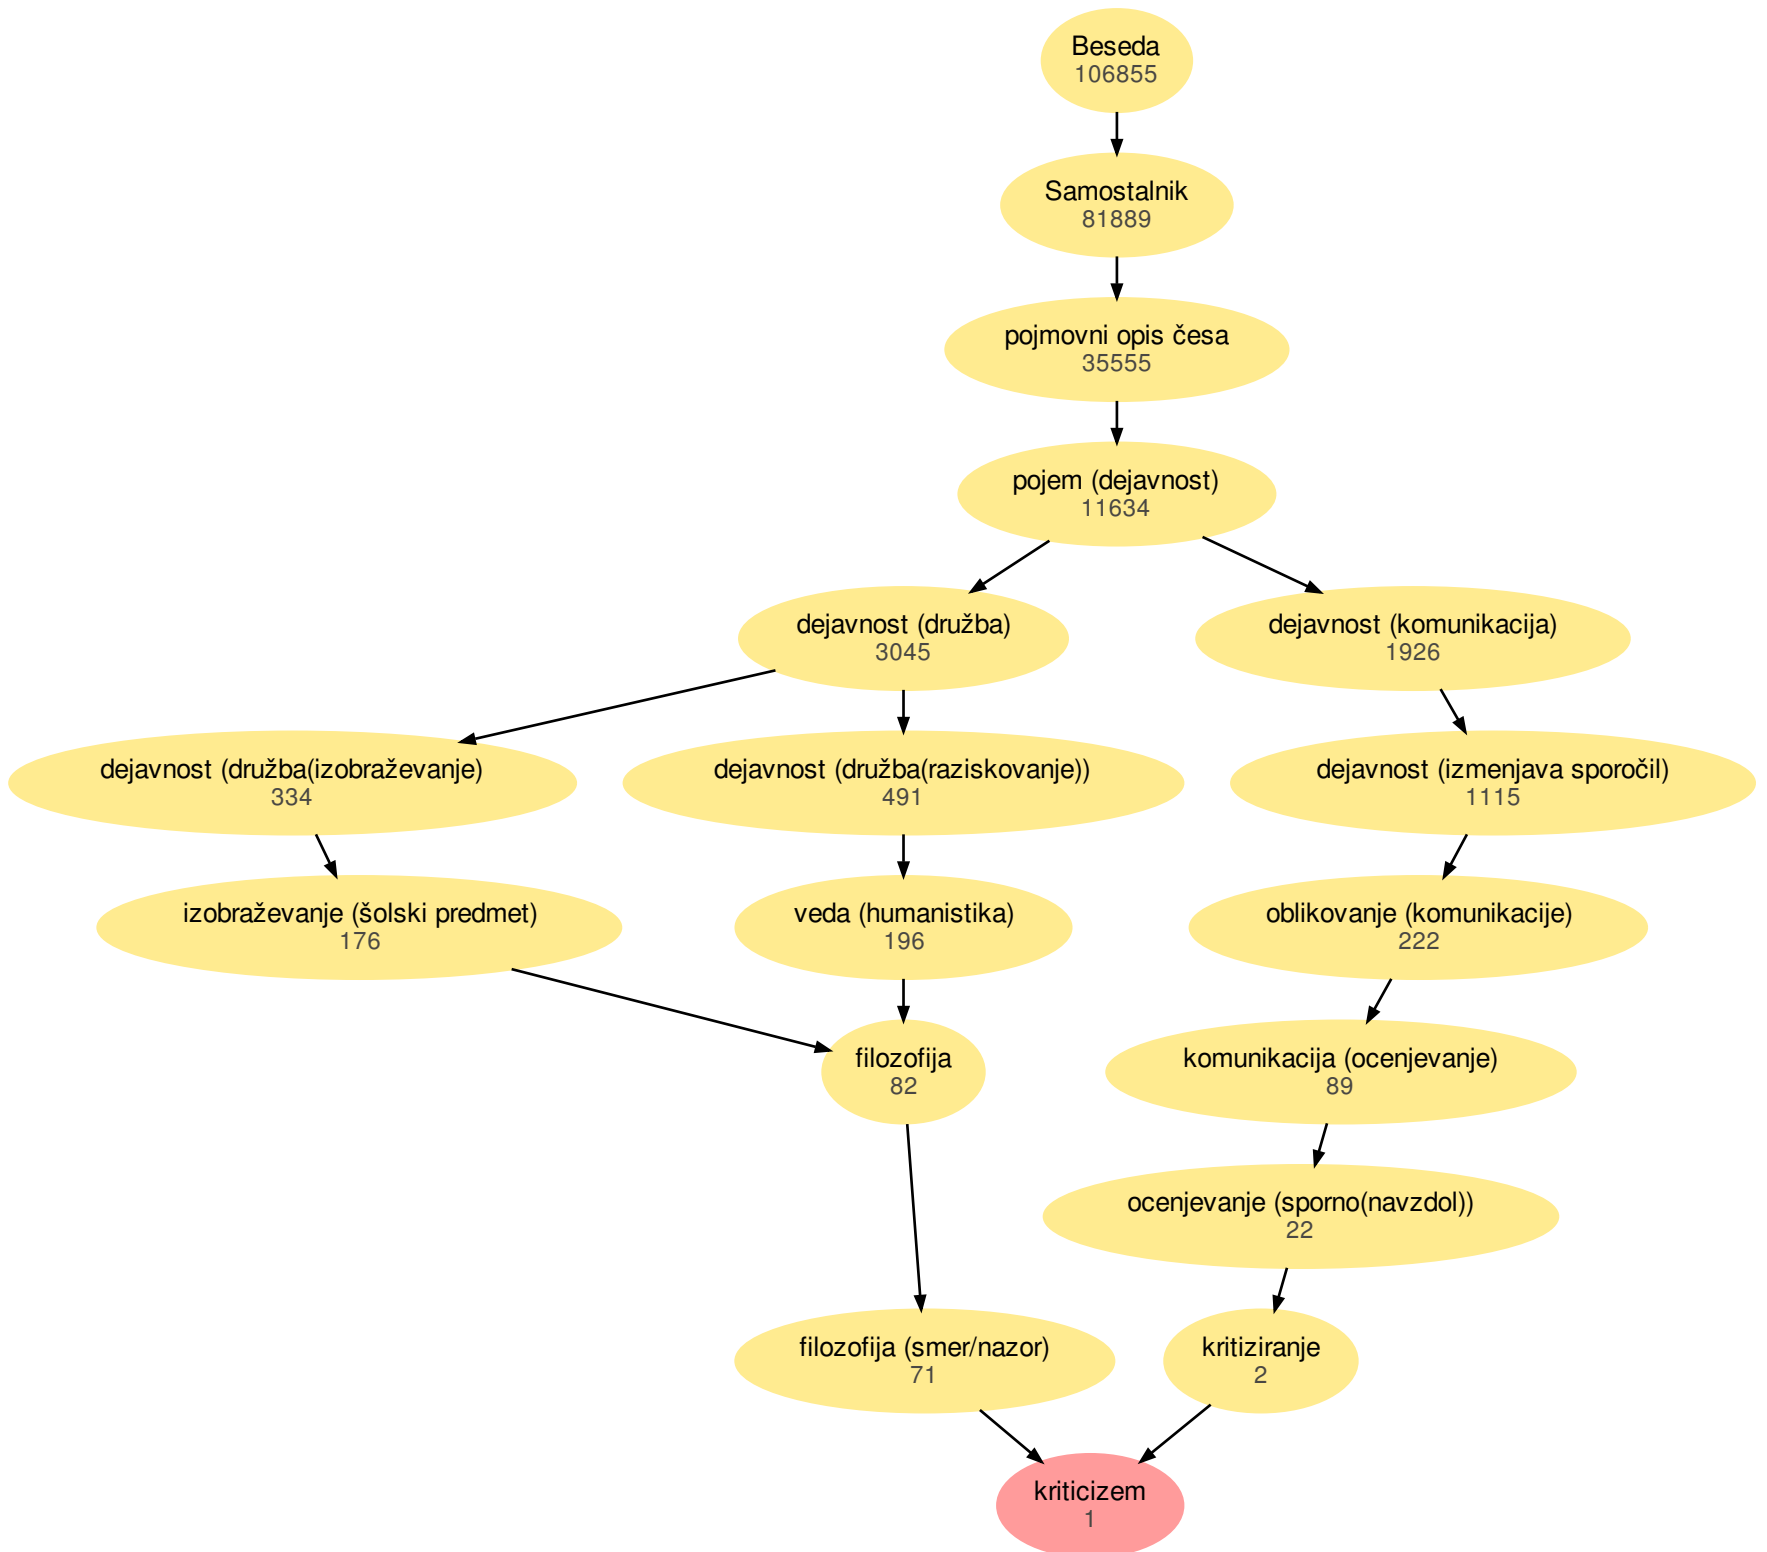 Beseda
106855
Samostalnik
81889
pojmovni opis česa
35555
pojem (dejavnost)
11634
dejavnost (družba)
3045
dejavnost (komunikacija)
1926
dejavnost (družba(izobraževanje)
334
dejavnost (družba(raziskovanje))
491
dejavnost (izmenjava sporočil)
1115
izobraževanje (šolski predmet)
176
veda (humanistika)
196
oblikovanje (komunikacije)
222
filozofija
82
komunikacija (ocenjevanje)
89
ocenjevanje (sporno(navzdol))
22
filozofija (smer/nazor)
71
kritiziranje
2
kriticizem
1